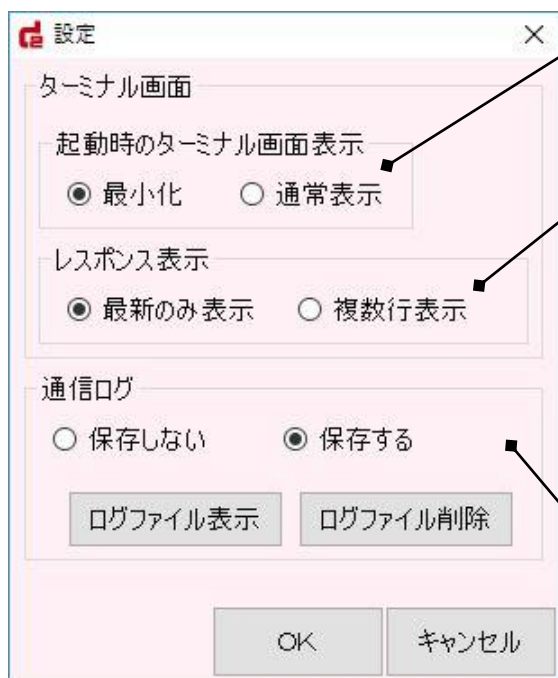 設定
ターミナル画面
起動時のターミナル画面表示
最小化 通常表示
レスポンス表示
最新のみ表示 複数行表示
通信ログ
保存しない 保存する
ログファイル表示 ログファイル削除
OK キャンセル